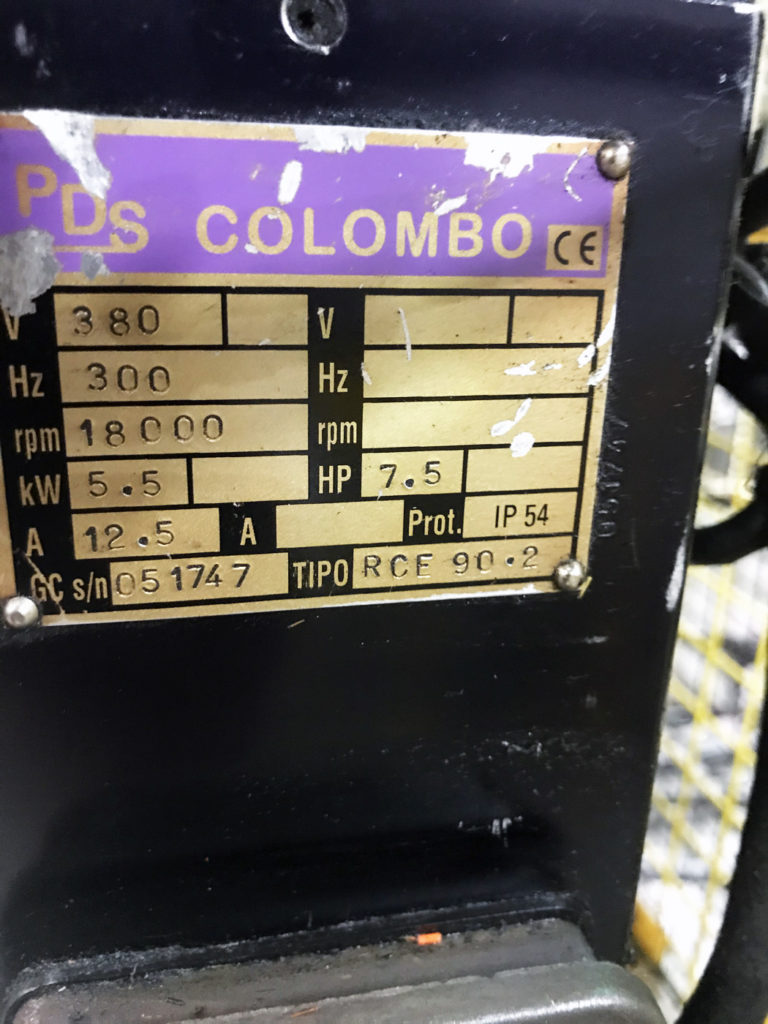 PDS COLOMBO CE
V 380 V
Hz 300 Hz
rpm 18000 rpm
kW 5.5 HP 7.5
A 12.5 A Prot. IP 54
GC s/n 051747 TIPO RCE 90.2
051747